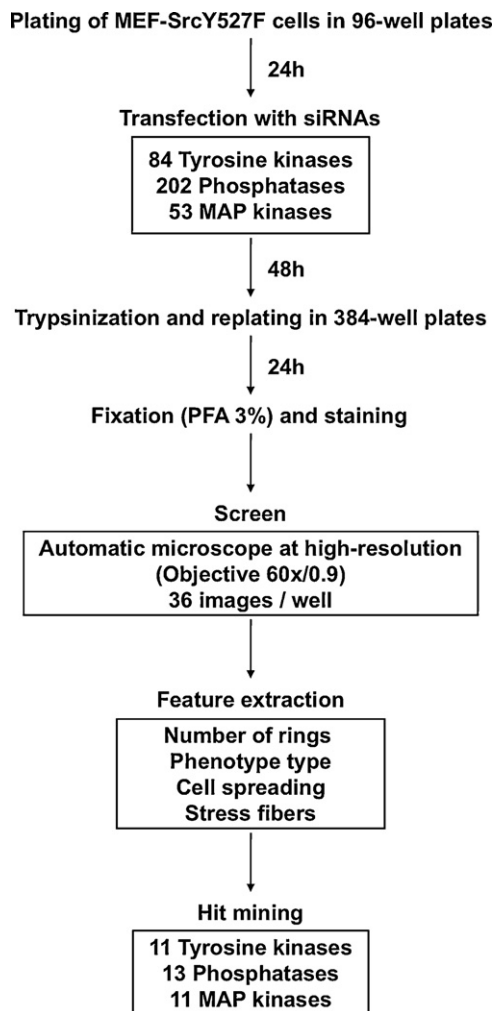 Plating of MEF-SrcY527F cells in 96-well plates
24h
Transfection with siRNAs
84 Tyrosine kinases
202 Phosphatases
53 MAP kinases
48h
Trypsinization and replating in 384-well plates
24h
Fixation (PFA 3%) and staining
Screen
Automatic microscope at high-resolution
(Objective 60x/0.9)
36 images / well
Feature extraction
Number of rings
Phenotype type
Cell spreading
Stress fibers
Hit mining
11 Tyrosine kinases
13 Phosphatases
11 MAP kinases